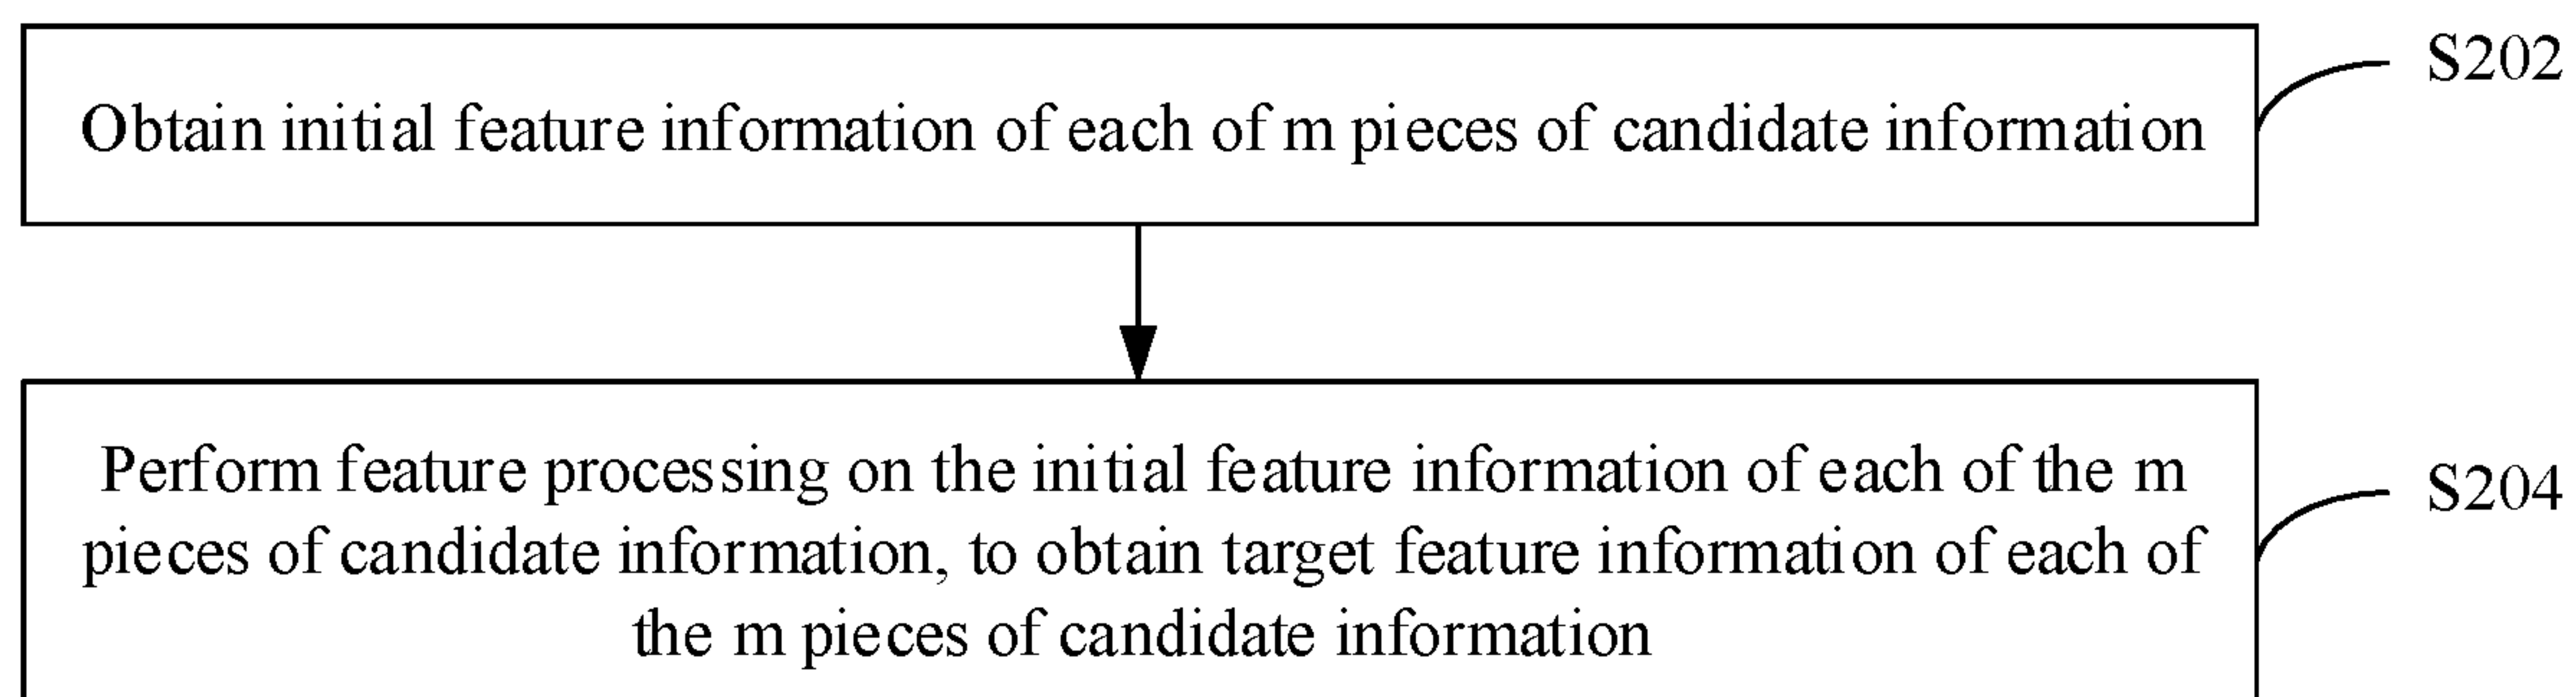 Obtain initial feature information of each of m pieces of candidate information
S202
Perform feature processing on the initial feature information of each of the m
pieces of candidate information, to obtain target feature information of each of
the m pieces of candidate information
S204